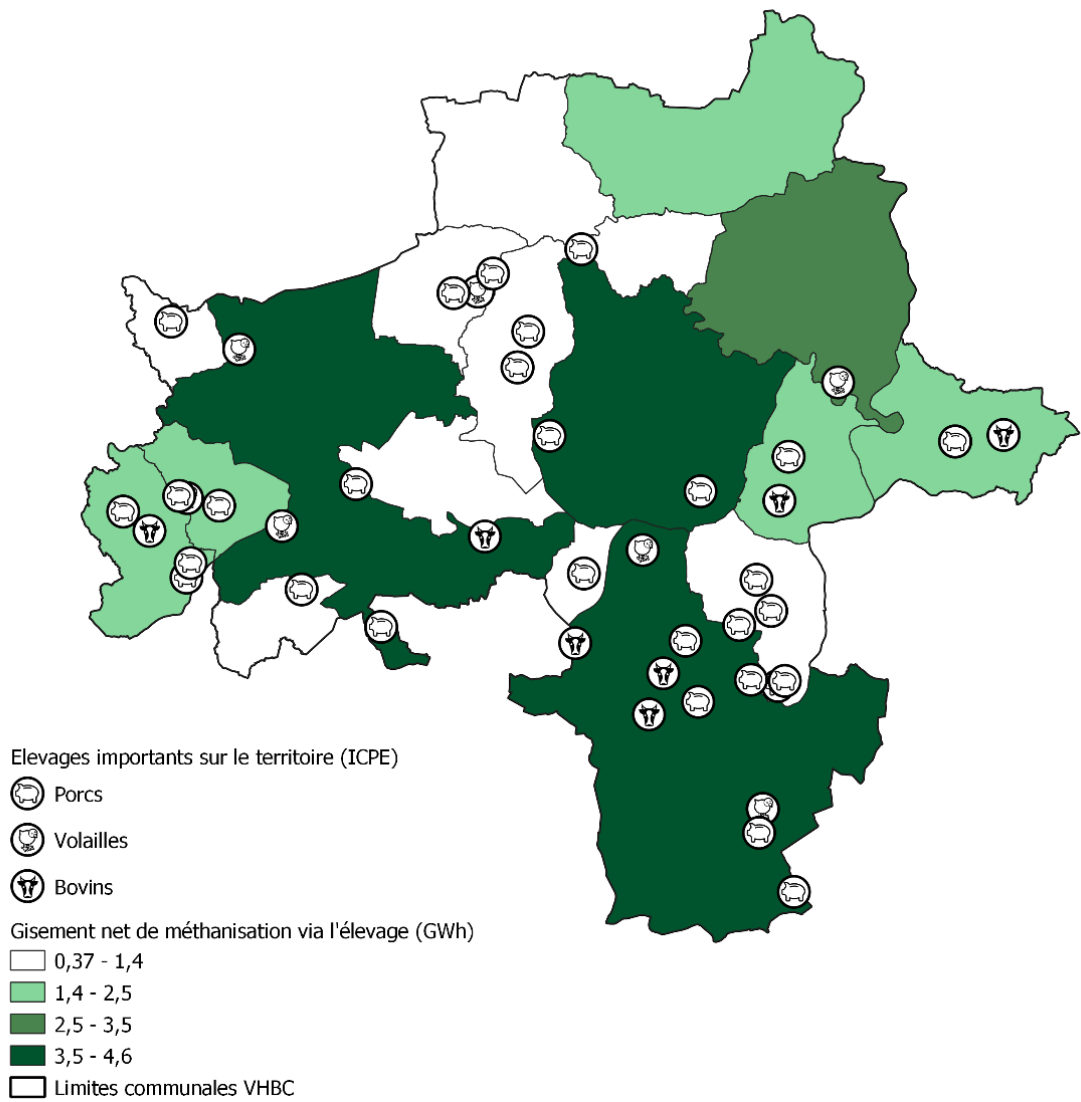 Elevages importants sur le territoire (ICPE)
Porcs
Volailles
Bovins
Gisement net de méthanisation via l'élevage (GWh)
0,37 - 1,4
1,4 - 2,5
2,5 - 3,5
3,5 - 4,6
Limites communales VHBC